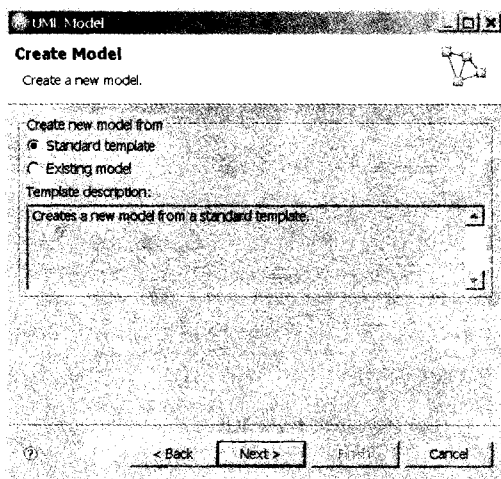 UML Model
Create Model
Create a new model.
Create new model from
Standard template
Existing model
Template description:
Creates a new model from a standard template.
< Back Next > Finish Cancel